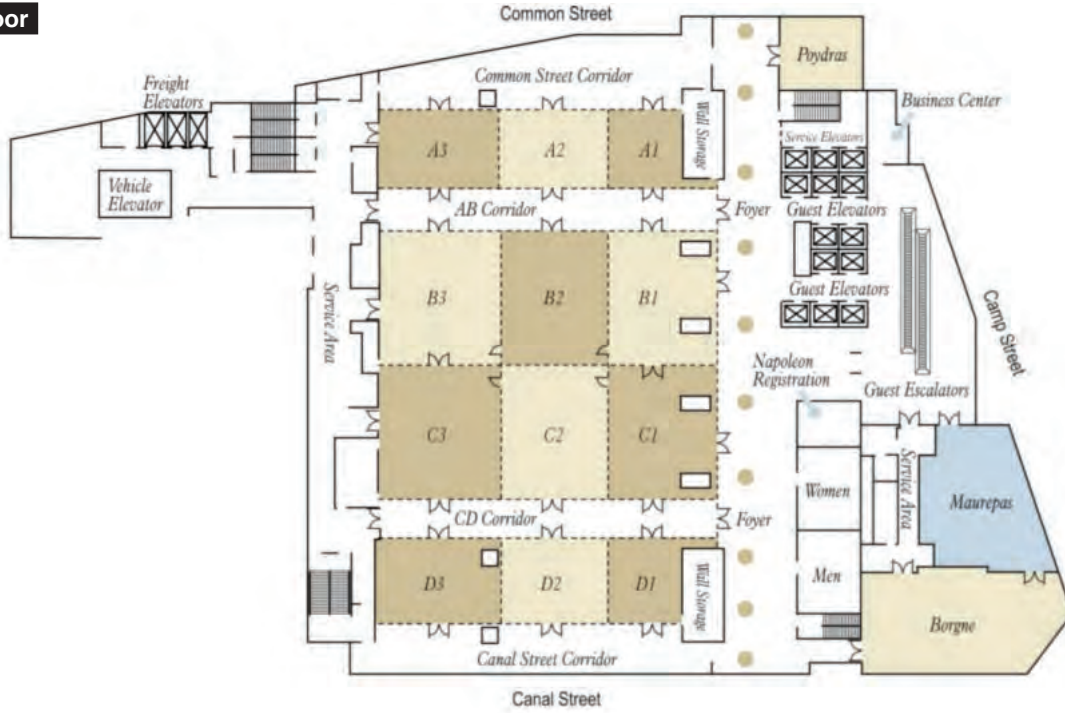 oor
Common Street
Poydras
Common Street Corridor
Freight
Elevators
Business Center
Wall Storage
Service Elevators
A3
A2
A1
Vehicle
Elevator
AB Corridor
Foyer
Guest Elevators
B3
B2
B1
Guest Elevators
Service Area
Camp Street
Napoleon
Registration
Guest Escalators
C3
C2
C1
Women
Service Area
Maurepas
CD Corridor
Foyer
D3
D2
D1
Wall Storage
Men
Borgne
Canal Street Corridor
Canal Street